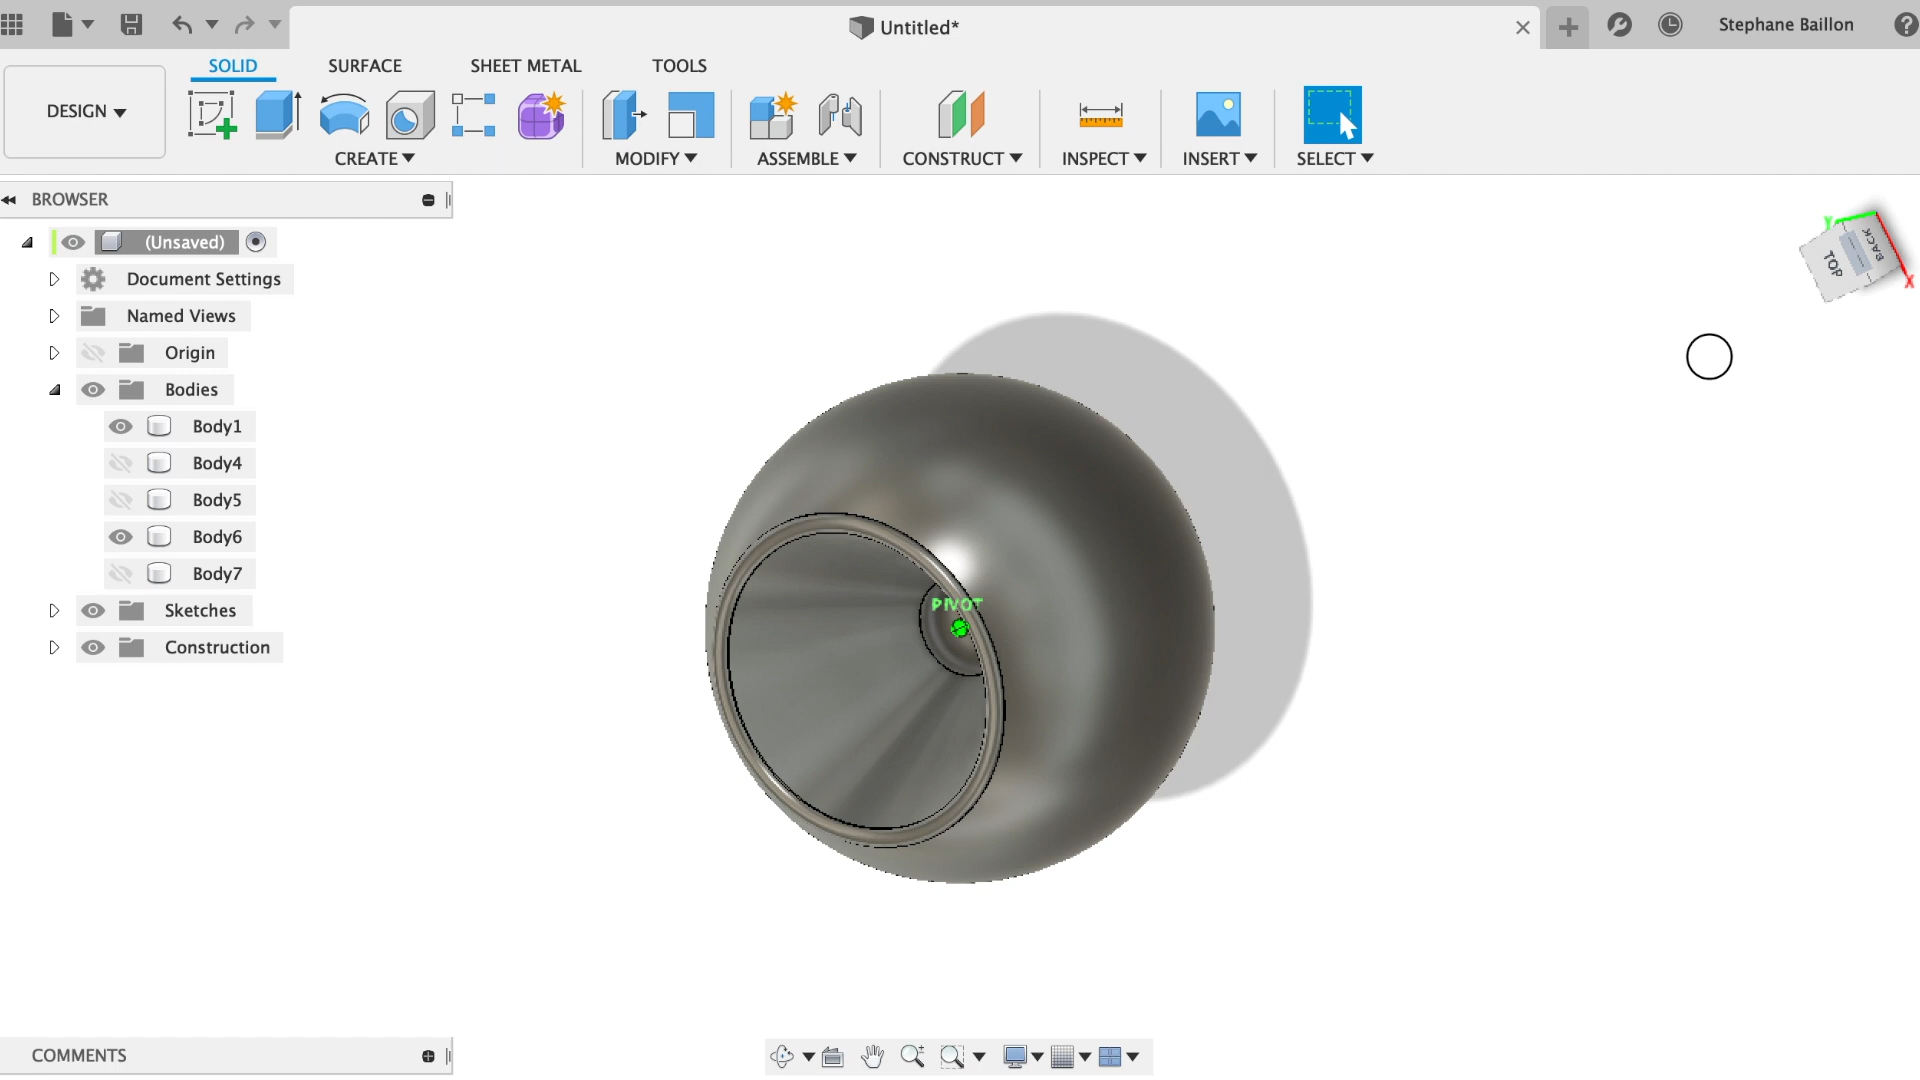 Untitled*
Stephane Baillon
SOLID
SURFACE
SHEET METAL
TOOLS
DESIGN
CREATE
MODIFY
ASSEMBLE
CONSTRUCT
INSPECT
INSERT
SELECT
BROWSER
(Unsaved)
Document Settings
Named Views
Origin
Bodies
Body1
Body4
Body5
Body6
Body7
Sketches
Construction
Y
TOP
BACK
X
PIVOT
COMMENTS